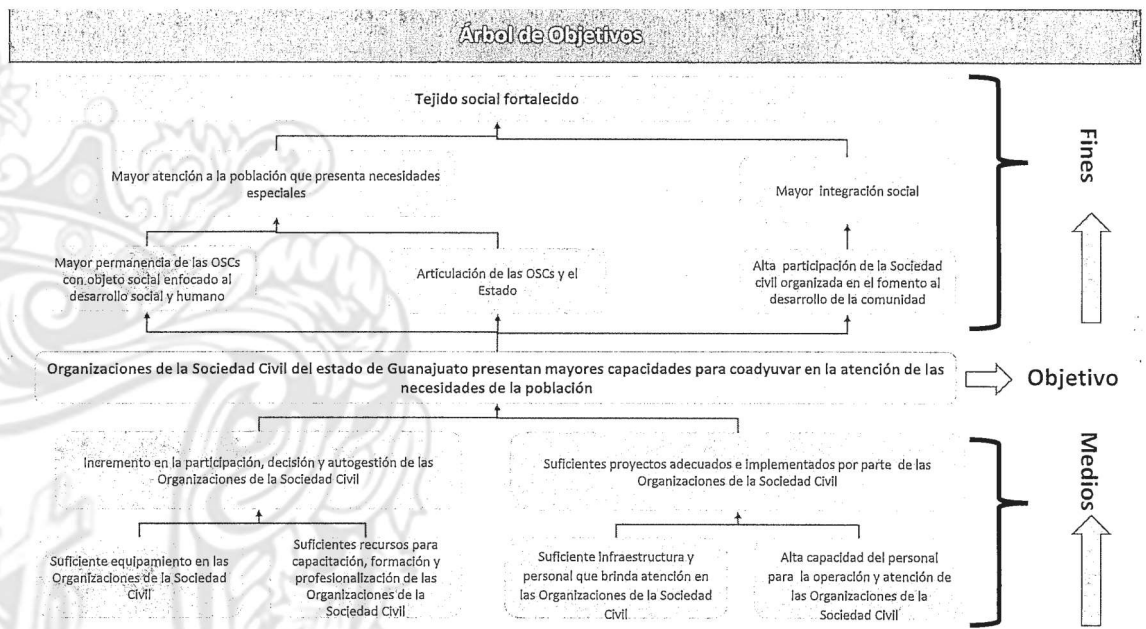 Árbol de Objetivos
Tejido social fortalecido
Fines
Mayor atención a la población que presenta necesidades
especiales
Mayor integración social
Mayor permanencia de las OSCs
con objeto social enfocado al
desarrollo social y humano
Articulación de las OSCs y el
Estado
Alta participación de la Sociedad
civil organizada en el fomento al
desarrollo de la comunidad
Organizaciones de la Sociedad Civil del estado de Guanajuato presentan mayores capacidades para coadyuvar en la atención de las
necesidades de la población
Objetivo
Incremento en la participación, decisión y autogestión de las
Organizaciones de la Sociedad Civil
Suficientes proyectos adecuados e implementados por parte de las
Organizaciones de la Sociedad Civil
Medios
Suficiente equipamiento en las
Organizaciones de la Sociedad
Civil
Suficientes recursos para
capacitación, formación y
profesionalización de las
Organizaciones de la
Sociedad Civil
Suficiente infraestructura y
personal que brinda atención en
las Organizaciones de la Sociedad
Civil
Alta capacidad del personal
para la operación y atención de
las Organizaciones de la
Sociedad Civil